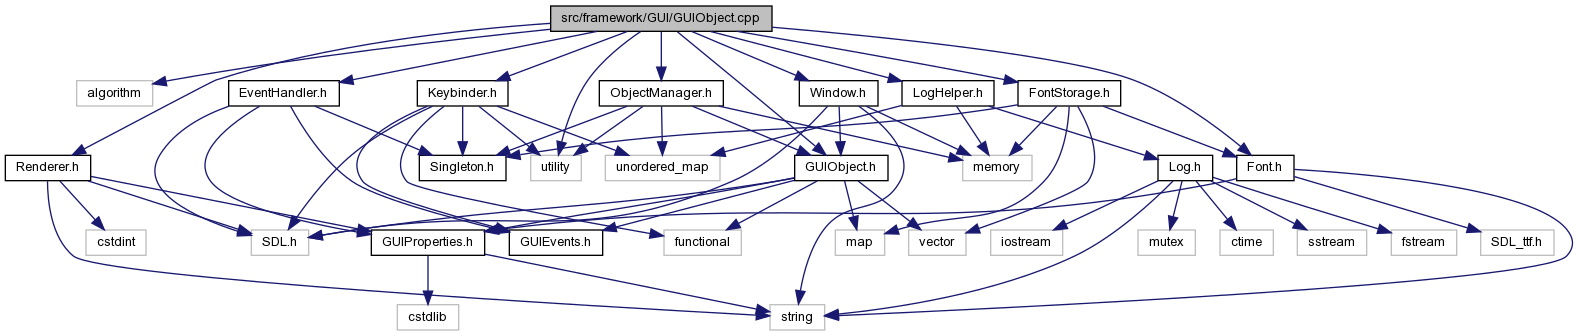 src/framework/GUI/GUIObject.cpp
algorithm
EventHandler.h
Keybinder.h
ObjectManager.h
Window.h
LogHelper.h
FontStorage.h
Renderer.h
Singleton.h
utility
unordered_map
GUIObject.h
memory
Log.h
Font.h
cstdint
SDL.h
GUIProperties.h
GUIEvents.h
functional
map
vector
iostream
mutex
ctime
sstream
fstream
SDL_ttf.h
cstdlib
string